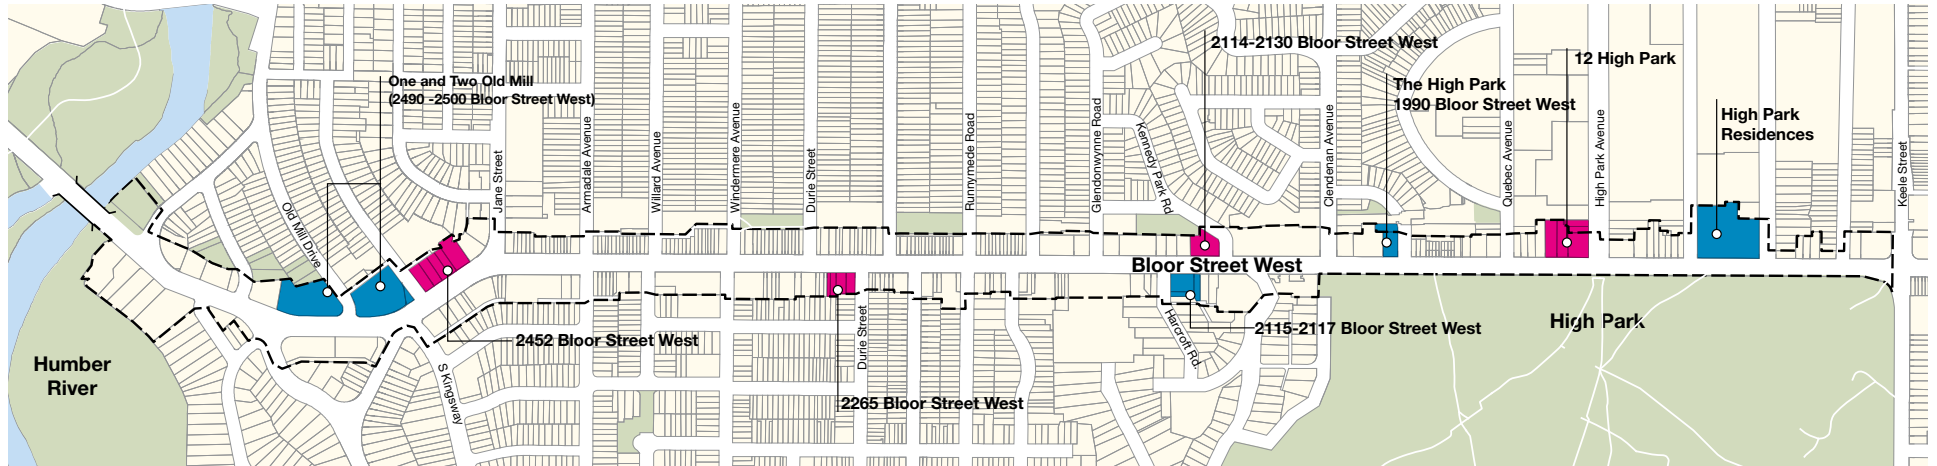 2114-2130 Bloor Street West
12 High Park
One and Two Old Mill
(2490 -2500 Bloor Street West)
The High Park
1990 Bloor Street West
High Park
Residences
Jane Street
Armadale Avenue
Willard Avenue
Windermere Avenue
Durie Street
Runnymede Road
Glendonwynne Road
Kennedy Park Rd
Clendenan Avenue
Quebec Avenue
High Park Avenue
Keele Street
Old Mill Drive
Bloor Street West
2452 Bloor Street West
2115-2117 Bloor Street West
High Park
Humber
River
S Kingsway
Durie Street
Harcroft Rd.
2265 Bloor Street West